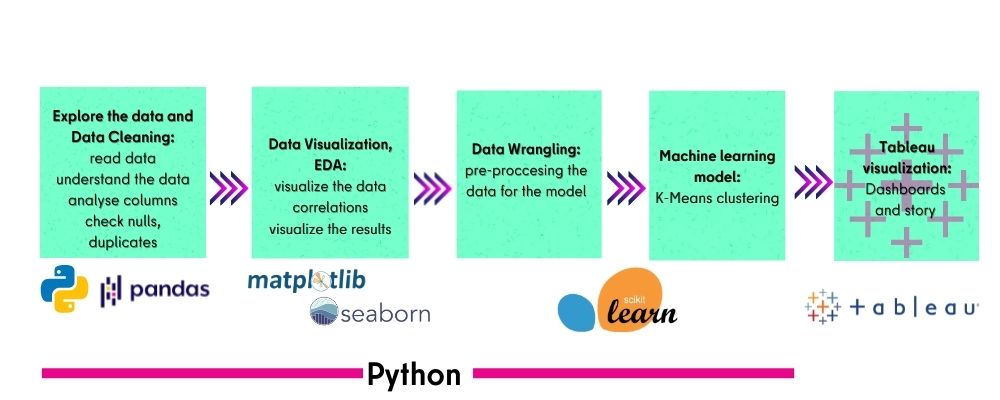 Explore the data and
Data Cleaning:
read data
understand the data
analyse columns
check nulls,
duplicates
Data Visualization,
EDA:
visualize the data
correlations
visualize the results
Data Wrangling:
pre-proccesing the
data for the model
Machine learning
model:
K-Means clustering
Tableau
visualization:
Dashboards
and story
pandas
matplotlib
seaborn
scikit
learn
tableau
Python